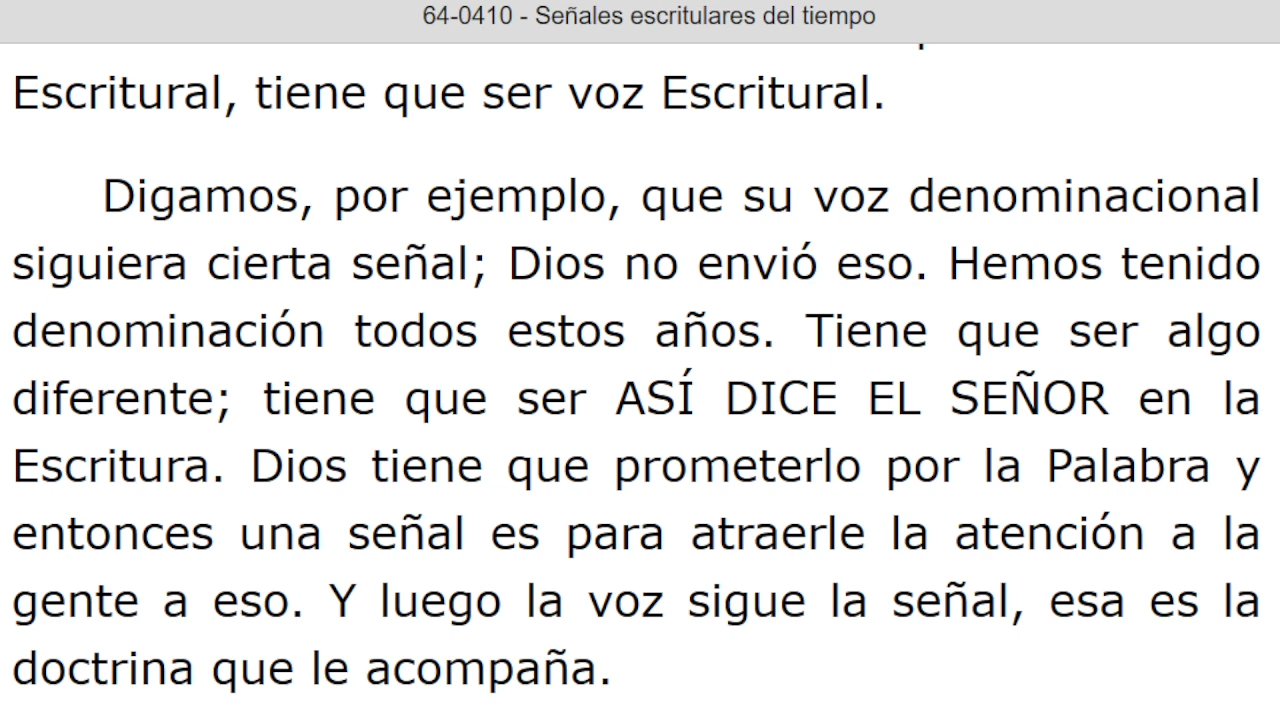 64-0410 - Señales escritulares del tiempo
Escritural, tiene que ser voz Escritural.
Digamos, por ejemplo, que su voz denominacional
siguiera cierta señal; Dios no envió eso. Hemos tenido
denominación todos estos años. Tiene que ser algo
diferente; tiene que ser ASÍ DICE EL SEÑOR en la
Escritura. Dios tiene que prometerlo por la Palabra y
entonces una señal es para atraerle la atención a la
gente a eso. Y luego la voz sigue la señal, esa es la
doctrina que le acompaña.